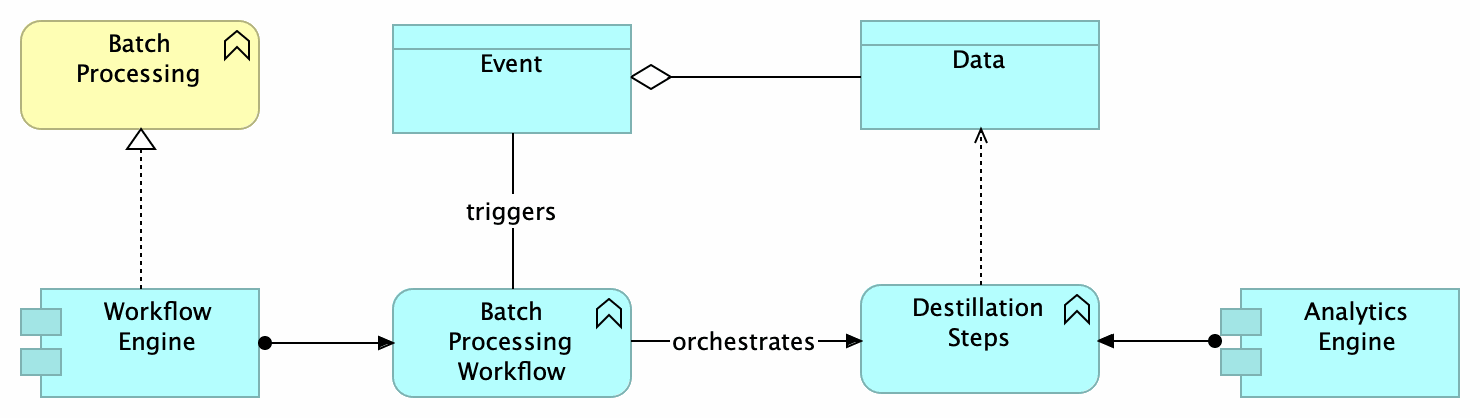 Batch
Processing
Event
Data
triggers
Workflow
Engine
Batch
Processing
Workflow
orchestrates
Destillation
Steps
Analytics
Engine